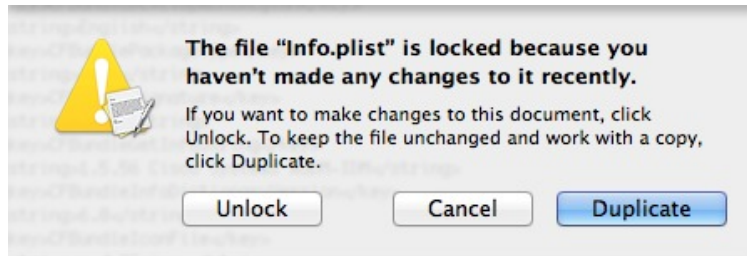 The file “Info.plist” is locked because you
haven’t made any changes to it recently.
If you want to make changes to this document, click
Unlock. To keep the file unchanged and work with a copy,
click Duplicate.
Unlock Cancel Duplicate